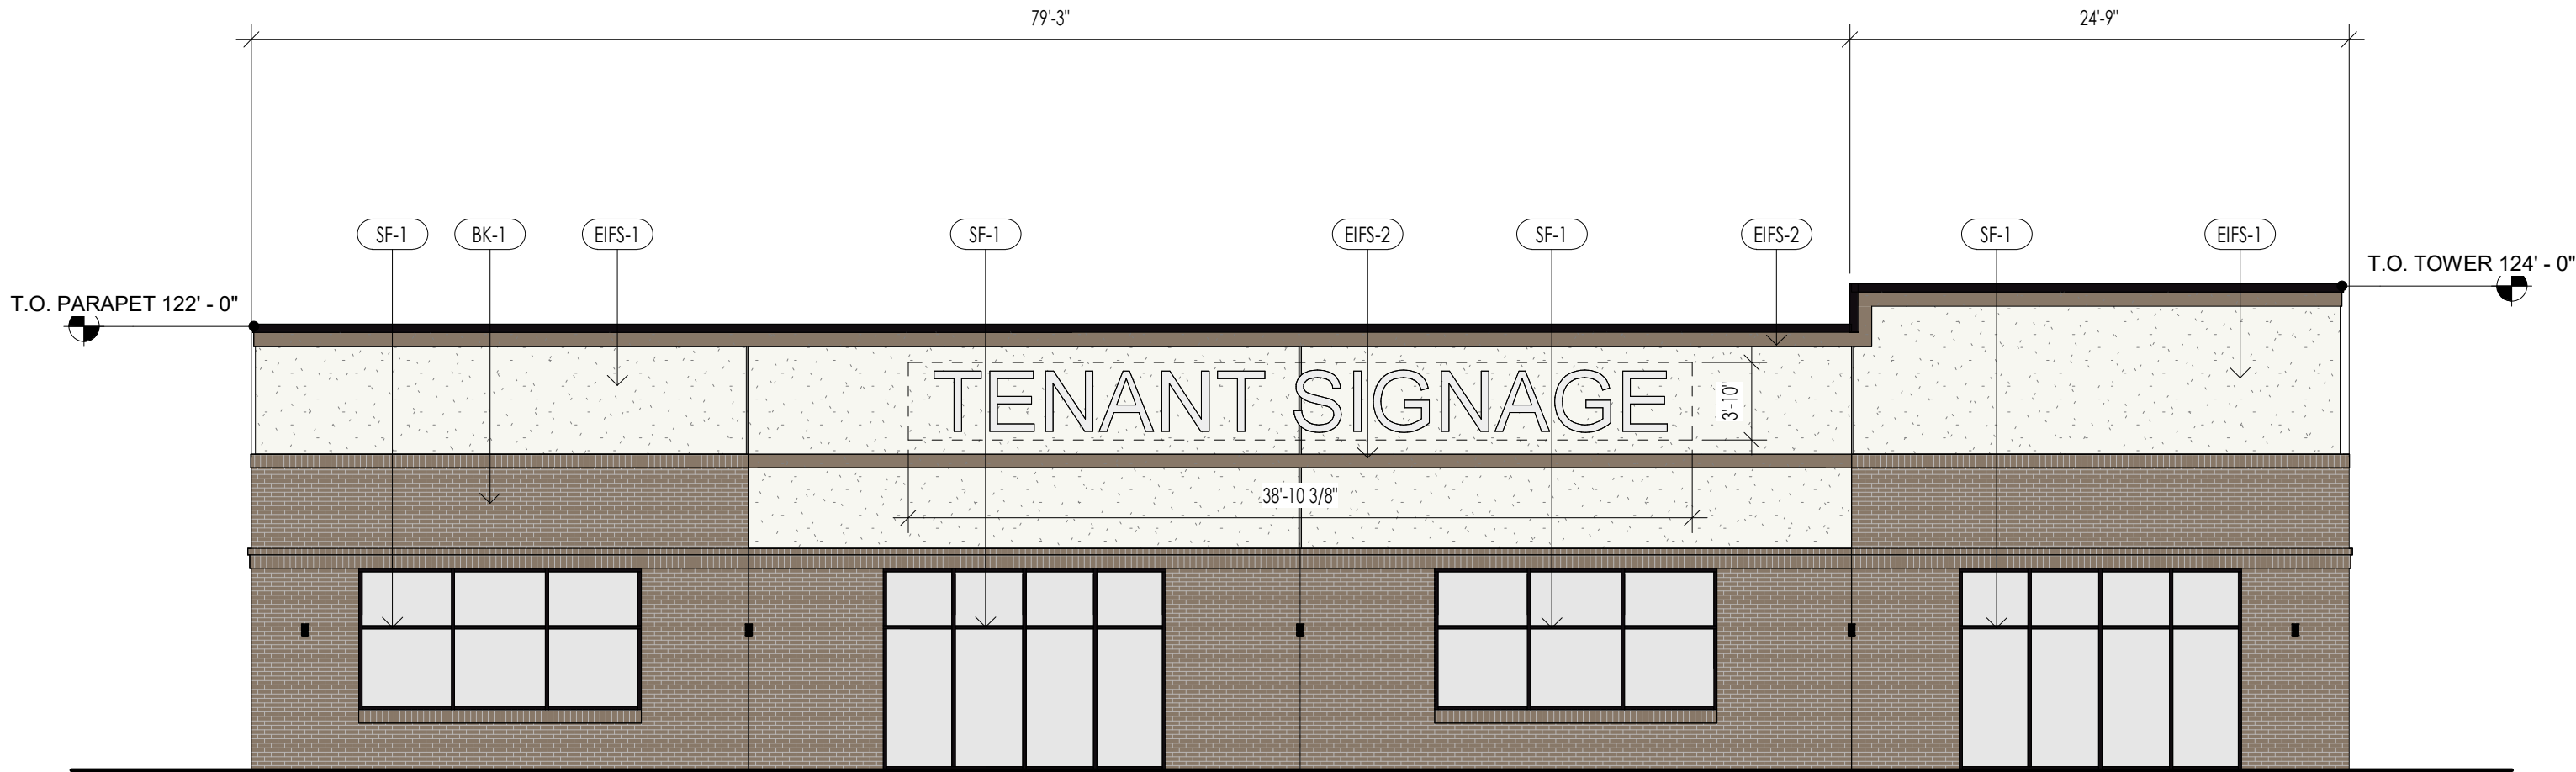 79'-3" 24'-9"
SF-1 BK-1 EIFS-1 SF-1 EIFS-2 SF-1 EIFS-2 SF-1 EIFS-1
T.O. TOWER 124' - 0"
T.O. PARAPET 122' - 0"
TENANT SIGNAGE
3'-10"
38'-10 3/8"